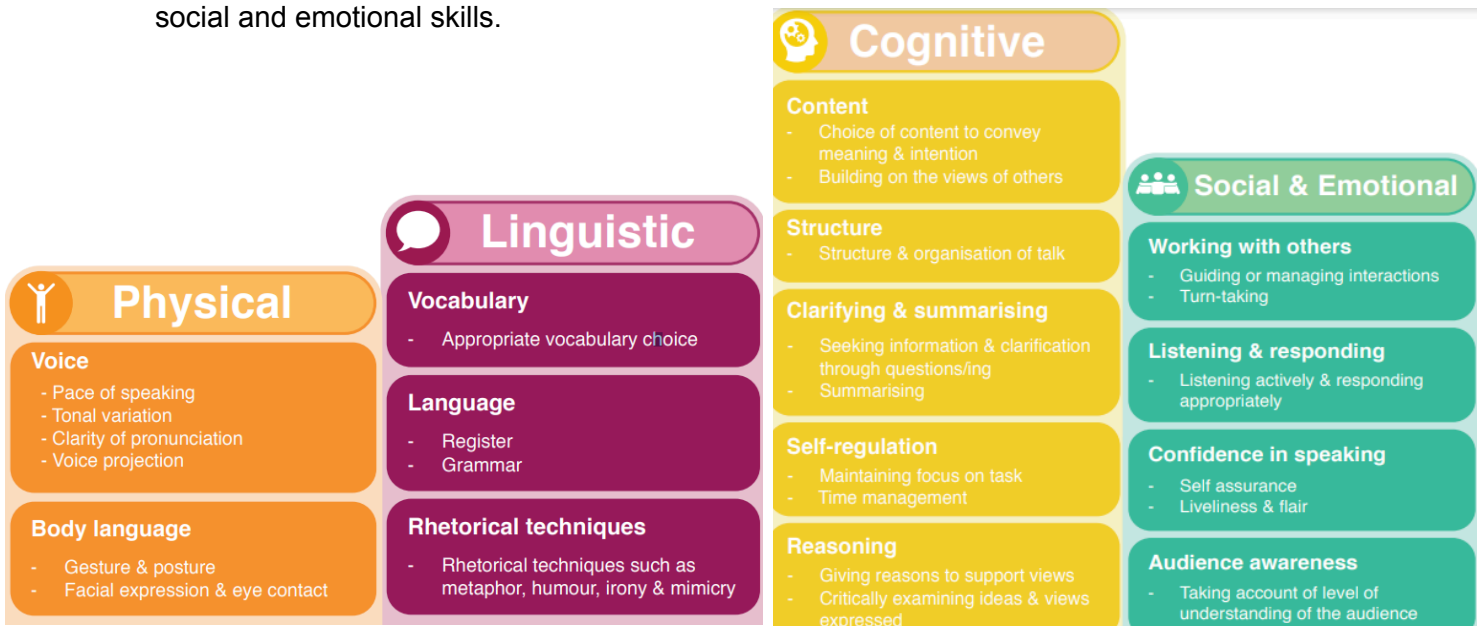 social and emotional skills.
Physical
Voice
- Pace of speaking
- Tonal variation
- Clarity of pronunciation
- Voice projection
Body language
- Gesture & posture
- Facial expression & eye contact
Linguistic
Vocabulary
- Appropriate vocabulary choice
Language
- Register
- Grammar
Rhetorical techniques
- Rhetorical techniques such as
metaphor, humour, irony & mimicry
Cognitive
Content
- Choice of content to convey
meaning & intention
- Building on the views of others
Structure
- Structure & organisation of talk
Clarifying & summarising
- Seeking information & clarification
through questions/ing
- Summarising
Self-regulation
- Maintaining focus on task
- Time management
Reasoning
- Giving reasons to support views
- Critically examining ideas & views
expressed
Social & Emotional
Working with others
- Guiding or managing interactions
- Turn-taking
Listening & responding
- Listening actively & responding
appropriately
Confidence in speaking
- Self assurance
- Liveliness & flair
Audience awareness
- Taking account of level of
understanding of the audience